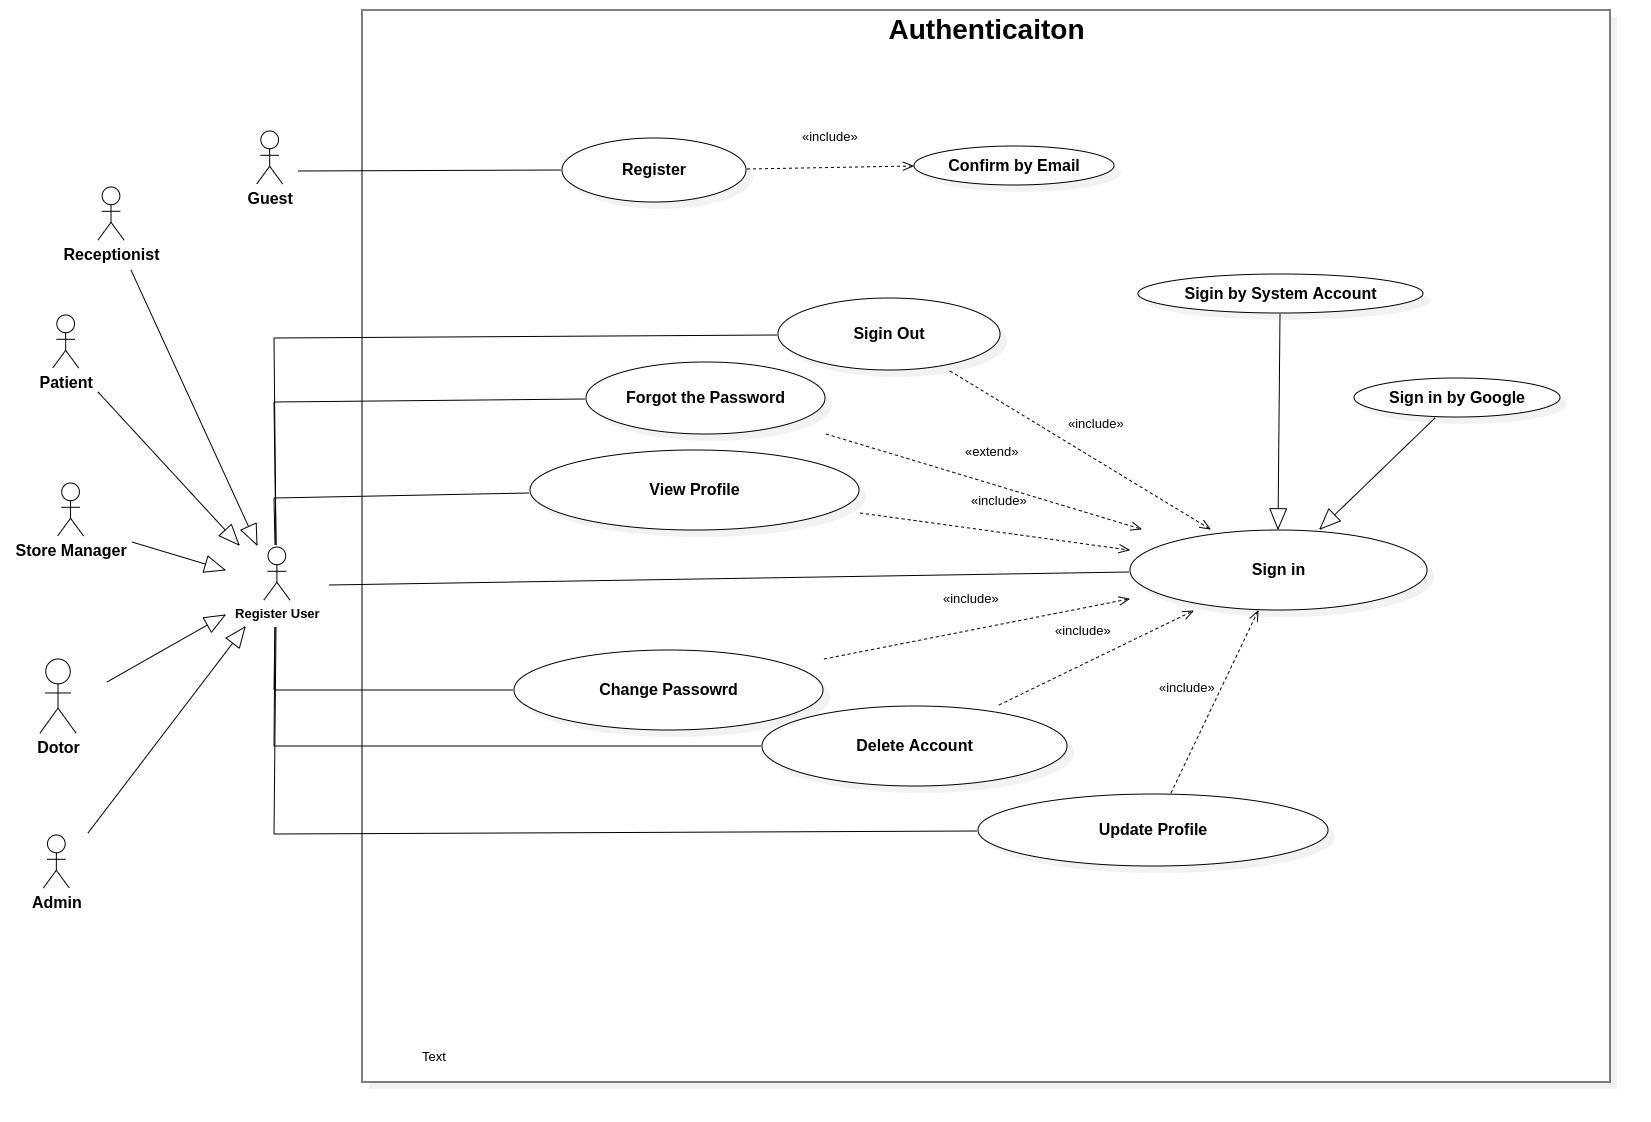 Authenticaiton
«include»
Register
Confirm by Email
Guest
Receptionist
Sigin by System Account
Sigin Out
Patient
Forgot the Password
Sign in by Google
«include»
«extend»
View Profile
«include»
Store Manager
Sign in
«include»
Register User
«include»
Change Passowrd
«include»
Dotor
Delete Account
Update Profile
Admin
Text